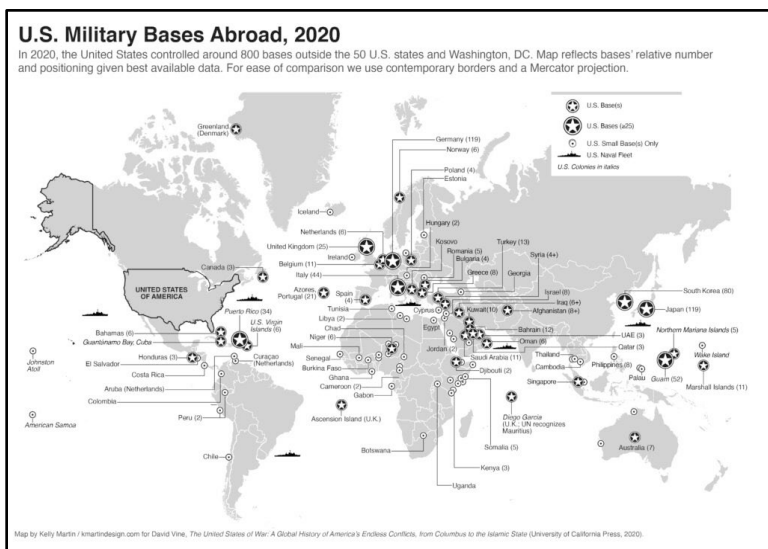 U.S. Military Bases Abroad, 2020
In 2020, the United States controlled around 800 bases outside the 50 U.S. states and Washington, DC. Map reflects bases' relative number
and positioning given best available data. For ease of comparison we use contemporary borders and a Mercator projection.
U.S. Base(s)
U.S. Bases (≥25)
U.S. Small Base(s) Only
U.S. Naval Fleet
U.S. Colonies in italics
Greenland
(Denmark)
Germany (119)
Norway (6)
Poland (4)
Estonia
Iceland
Hungary (2)
Netherlands (6)
Kosovo
Turkey (13)
United Kingdom (25)
Romania (5)
Syria (4+)
Ireland
Bulgaria (4)
Canada (3)
Belgium (11)
Greece (8)
Georgia
Italy (44)
Israel (8)
South Korea (80)
UNITED STATES
OF AMERICA
Azores,
Portugal (21)
Spain
(4)
Iraq (6+)
Kuwait(10)
Afghanistan (8+)
Japan (119)
Puerto Rico (34)
Tunisia
Cyprus
Libya (2)
Egypt
Bahamas (6)
U.S. Virgin
Islands (6)
Chad
Bahrain (12)
UAE (3)
Northern Mariana Islands (5)
Guantánamo Bay, Cuba
Niger (6)
Oman (6)
Mali
Jordan (2)
Qatar (3)
Wake Island
Johnston
Atoll
Honduras (3)
Curaçao
(Netherlands)
Senegal
Saudi Arabia (11)
Thailand
Philippines (8)
El Salvador
Burkina Faso
Djibouti (2)
Cambodia
Palau
Guam (52)
Costa Rica
Ghana
Singapore
Marshall Islands (11)
Aruba (Netherlands)
Cameroon (2)
Colombia
Gabon
Peru (2)
Ascension Island (U.K.)
Diego Garcia
(U.K.; UN recognizes
Mauritius)
American Samoa
Somalia (5)
Botswana
Australia (7)
Chile
Kenya (3)
Uganda
Map by Kelly Martin / kmartindesign.com for David Vine, The United States of War: A Global History of America's Endless Conflicts, from Columbus to the Islamic State (University of California Press, 2020).